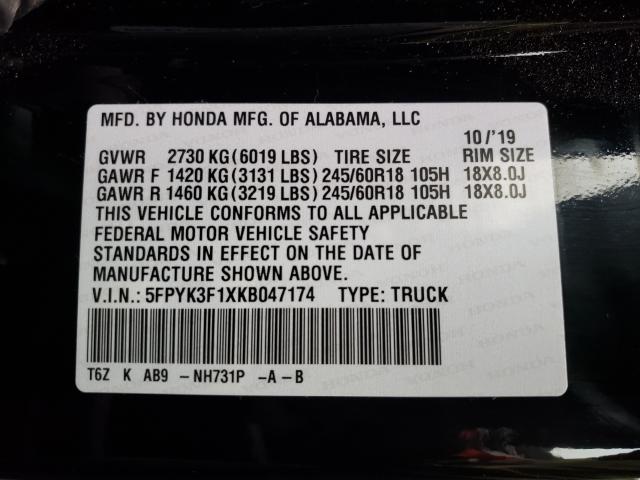 MFD. BY HONDA MFG. OF ALABAMA, LLC
10/'19
GVWR 2730 KG(6019 LBS) TIRE SIZE RIM SIZE
GAWR F 1420 KG(3131 LBS) 245/60R18 105H 18X8.0J
GAWR R 1460 KG(3219 LBS) 245/60R18 105H 18X8.0J
THIS VEHICLE CONFORMS TO ALL APPLICABLE
FEDERAL MOTOR VEHICLE SAFETY
STANDARDS IN EFFECT ON THE DATE OF
MANUFACTURE SHOWN ABOVE.
V.I.N.: 5FPYK3F1XKB047174 TYPE: TRUCK
T6Z K AB9 -NH731P -A-B